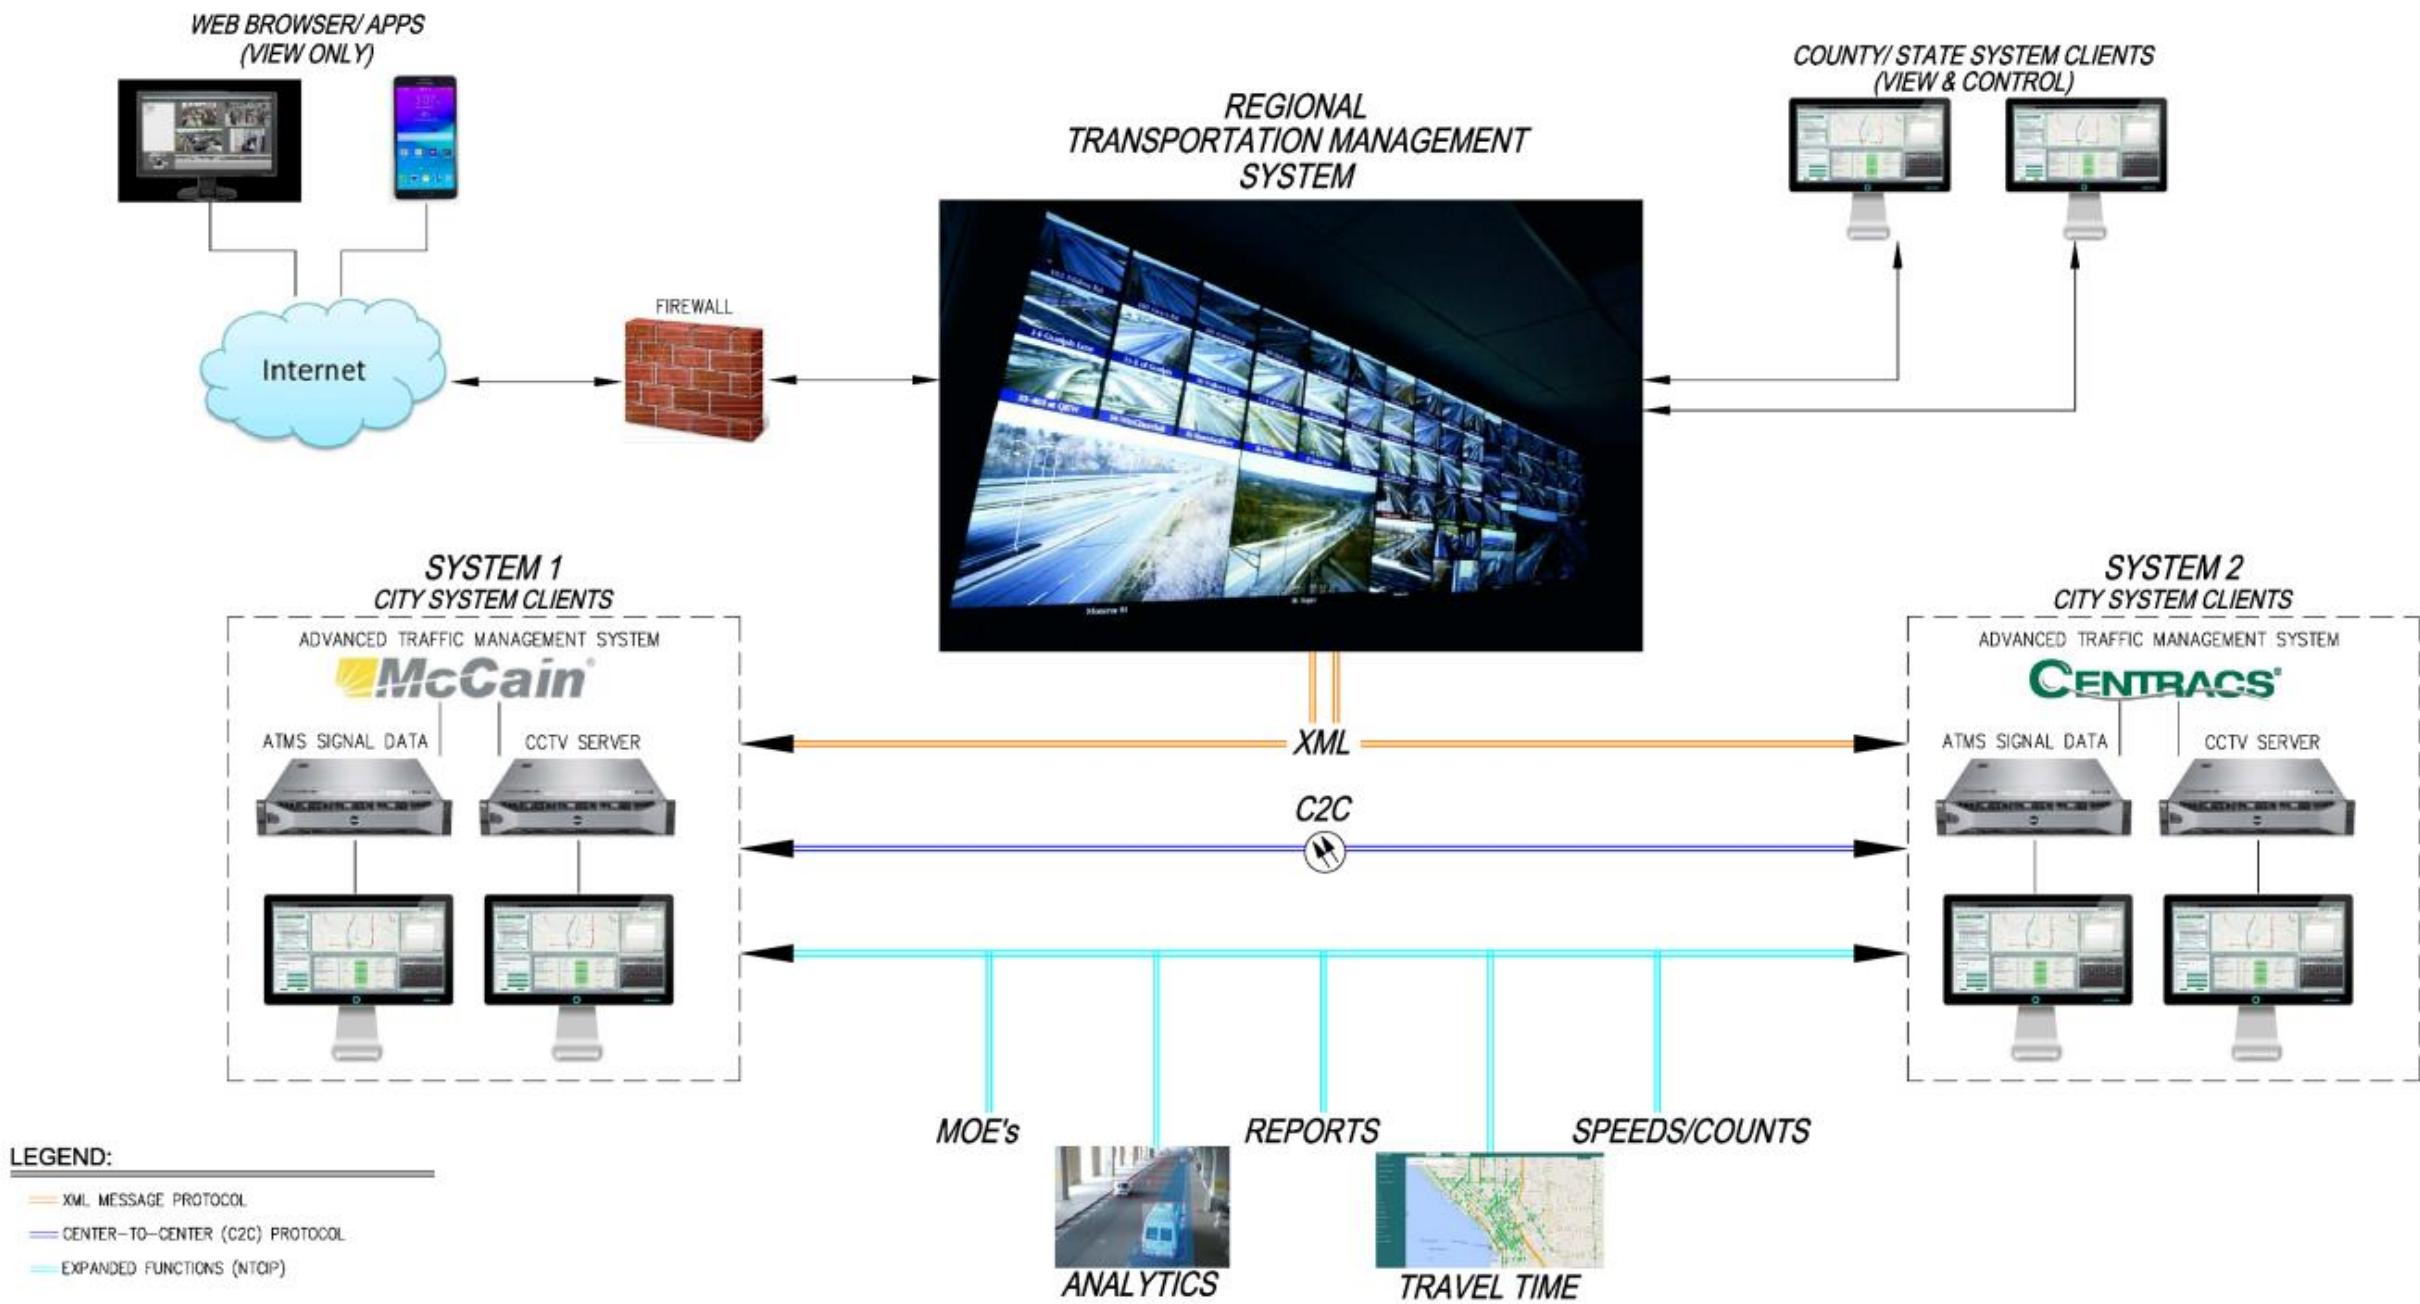 WEB BROWSER/ APPS
(VIEW ONLY)
COUNTY/ STATE SYSTEM CLIENTS
(VIEW & CONTROL)
REGIONAL
TRANSPORTATION MANAGEMENT
SYSTEM
FIREWALL
Internet
SYSTEM 1
CITY SYSTEM CLIENTS
ADVANCED TRAFFIC MANAGEMENT SYSTEM
McCain®
ATMS SIGNAL DATA
CCTV SERVER
SYSTEM 2
CITY SYSTEM CLIENTS
ADVANCED TRAFFIC MANAGEMENT SYSTEM
CENTRACS®
ATMS SIGNAL DATA
CCTV SERVER
XML
C2C
MOE's
REPORTS
SPEEDS/COUNTS
ANALYTICS
TRAVEL TIME
LEGEND:
XML MESSAGE PROTOCOL
CENTER-TO-CENTER (C2C) PROTOCOL
EXPANDED FUNCTIONS (NTCIP)